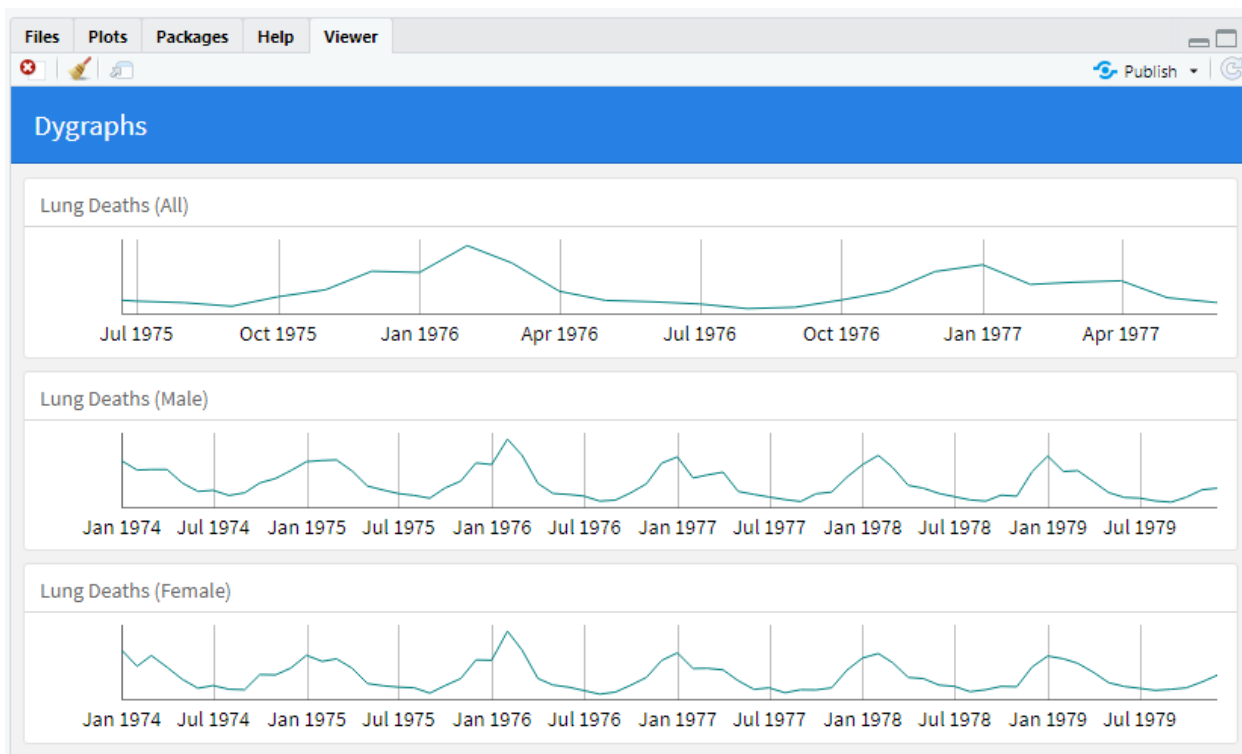 Files Plots Packages Help Viewer
Publish
Dygraphs
Lung Deaths (All)
Jul 1975 Oct 1975 Jan 1976 Apr 1976 Jul 1976 Oct 1976 Jan 1977 Apr 1977
Lung Deaths (Male)
Jan 1974 Jul 1974 Jan 1975 Jul 1975 Jan 1976 Jul 1976 Jan 1977 Jul 1977 Jan 1978 Jul 1978 Jan 1979 Jul 1979
Lung Deaths (Female)
Jan 1974 Jul 1974 Jan 1975 Jul 1975 Jan 1976 Jul 1976 Jan 1977 Jul 1977 Jan 1978 Jul 1978 Jan 1979 Jul 1979